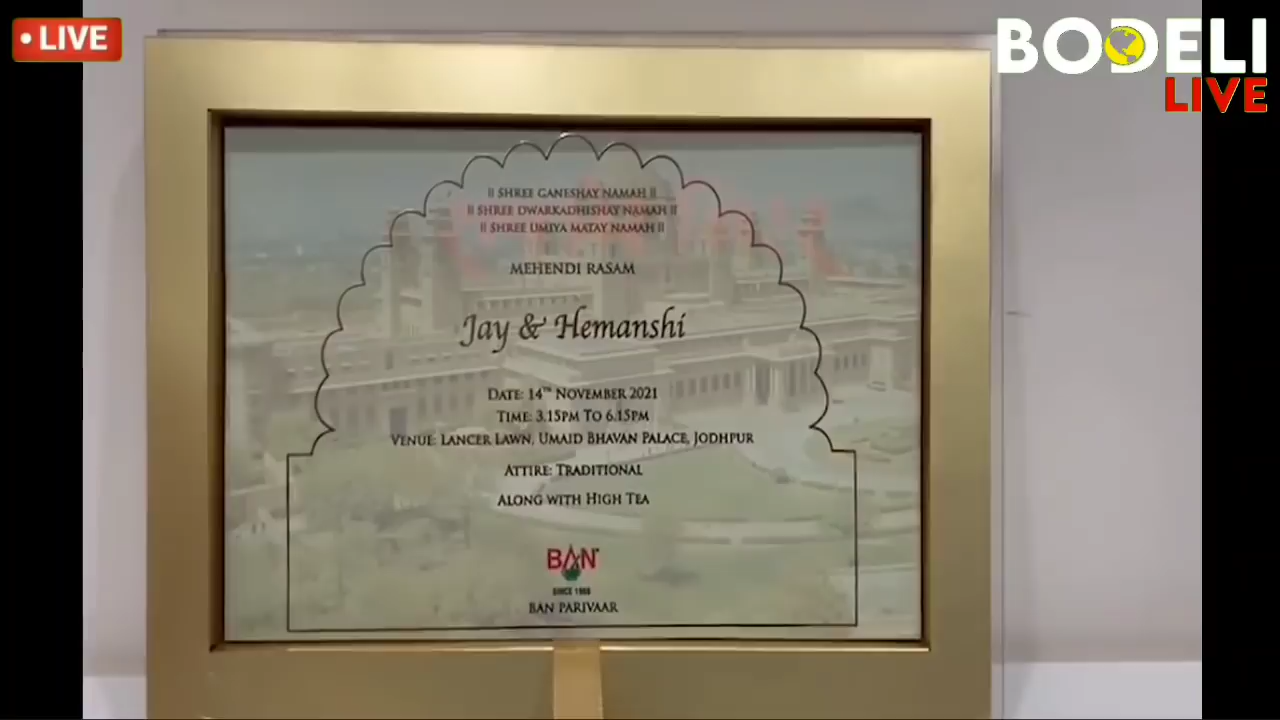 LIVE
BODELI
LIVE
॥ SHREE GANESHAY NAMAH ॥
॥ SHREE DWARKADHISHAY NAMAH ॥
॥ SHREE UMIYA MATAY NAMAH ॥
MEHENDI RASAM
Jay & Hemanshi
DATE: 14TH NOVEMBER 2021
TIME: 3.15PM TO 6.15PM
VENUE: LANCER LAWN, UMAID BHAVAN PALACE, JODHPUR
ATTIRE: TRADITIONAL
ALONG WITH HIGH TEA
BAN
SINCE
BAN PARIVAAR